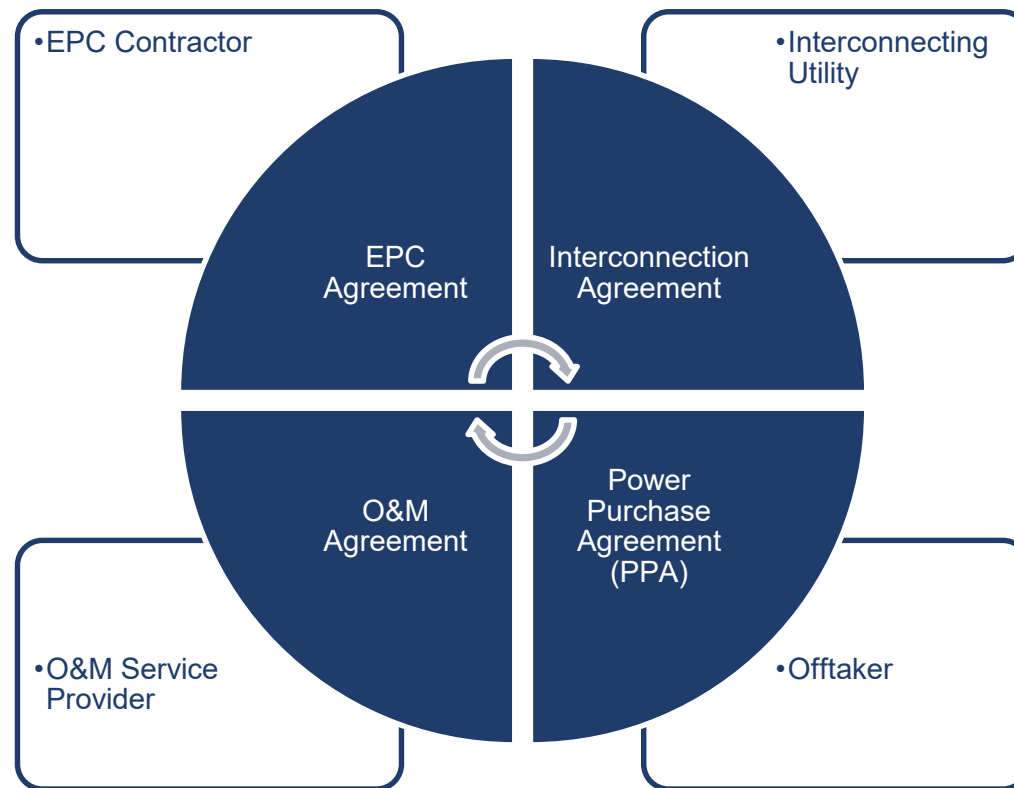 •EPC Contractor
•Interconnecting
Utility
EPC
Agreement
Interconnection
Agreement
O&M
Agreement
Power
Purchase
Agreement
(PPA)
•O&M Service
Provider
•Offtaker